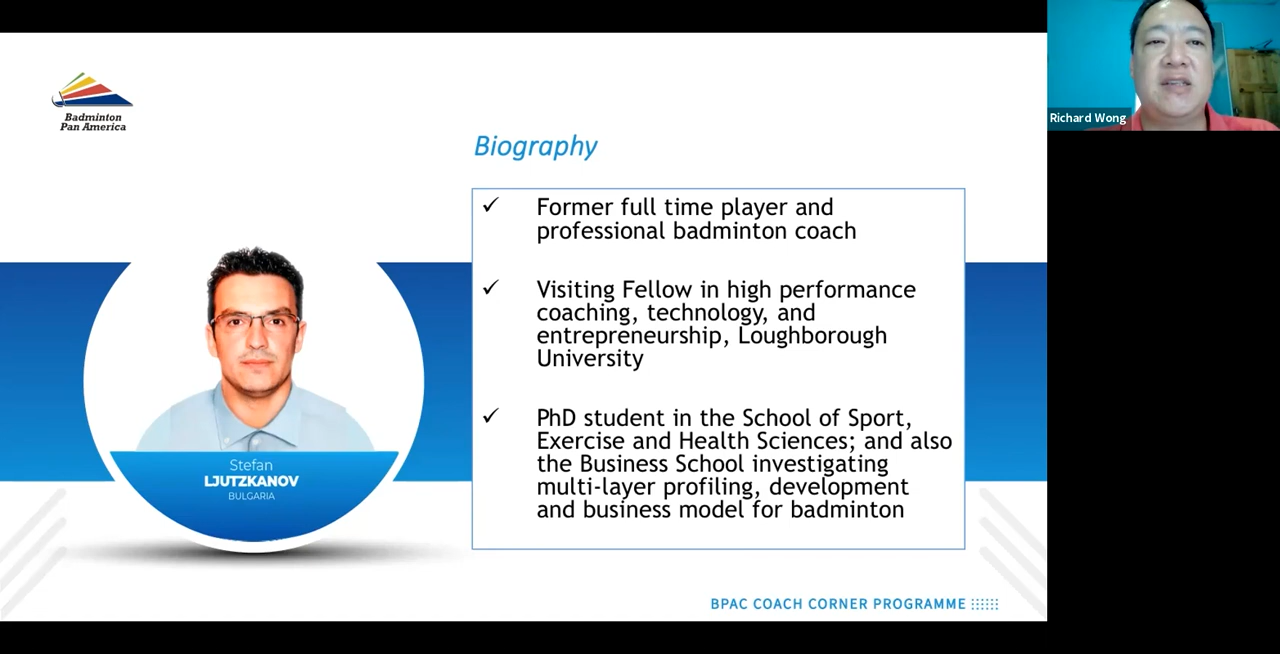 Badminton
Pan America
Biography
✓ Former full time player and
professional badminton coach
✓ Visiting Fellow in high performance
coaching, technology, and
entrepreneurship, Loughborough
University
✓ PhD student in the School of Sport,
Exercise and Health Sciences; and also
the Business School investigating
multi-layer profiling, development
and business model for badminton
Stefan
LJUTZKANOV
BULGARIA
BPAC COACH CORNER PROGRAMME
Richard Wong